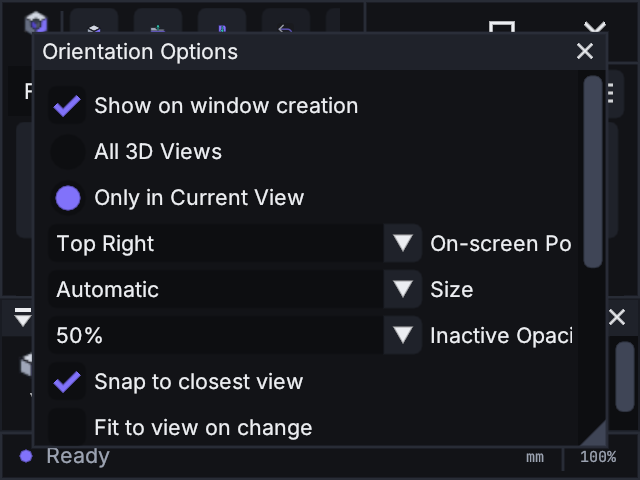 Orientation Options
Show on window creation
All 3D Views
Only in Current View
Top Right On-screen Po
Automatic Size
50% Inactive Opaci
Snap to closest view
Fit to view on change
Ready mm 100%